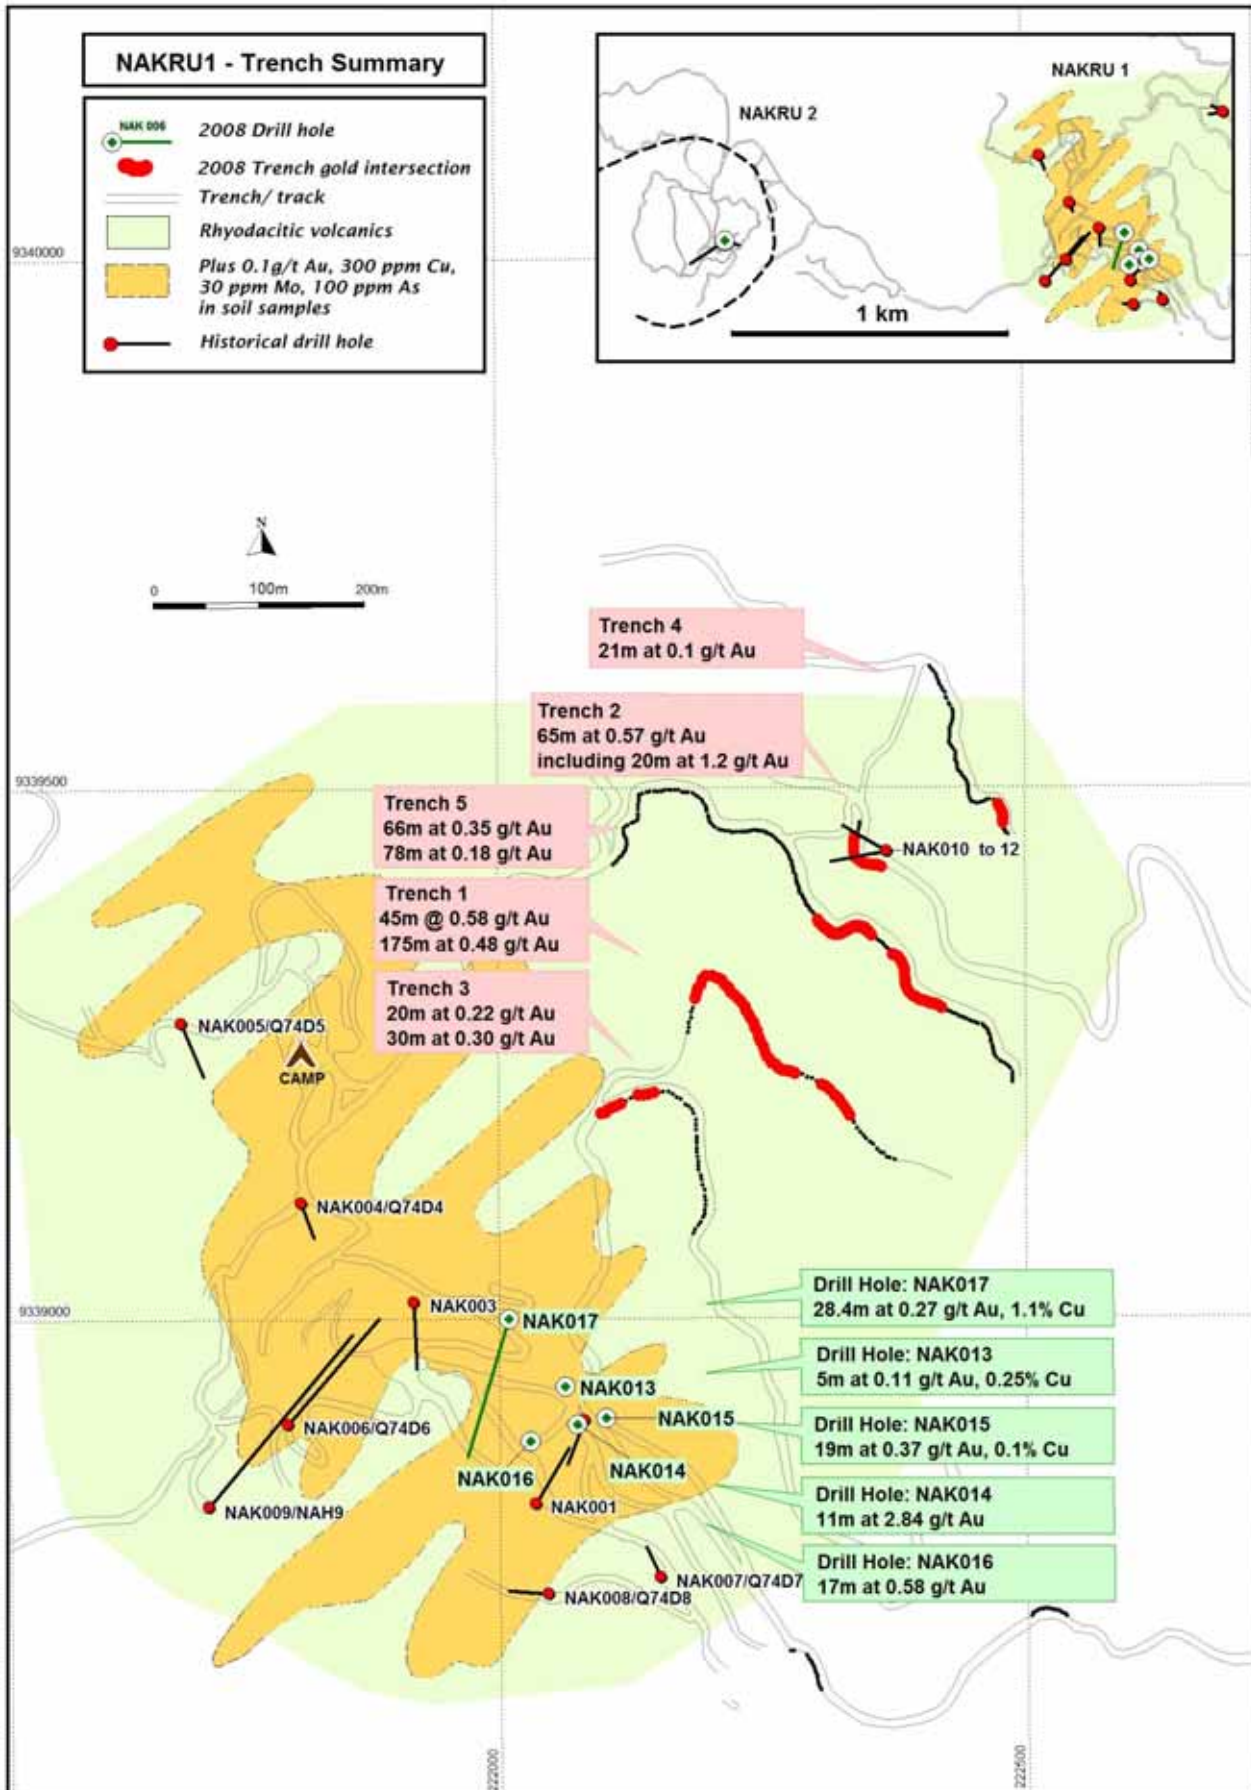 NAKRU1 - Trench Summary
NAK 006
2008 Drill hole
2008 Trench gold intersection
Trench/ track
Rhyodacitic volcanics
Plus 0.1g/t Au, 300 ppm Cu,
30 ppm Mo, 100 ppm As
in soil samples
Historical drill hole
NAKRU 2
NAKRU 1
1 km
9340000
N
0
100m
200m
Trench 4
21m at 0.1 g/t Au
Trench 2
65m at 0.57 g/t Au
including 20m at 1.2 g/t Au
9339500
Trench 5
66m at 0.35 g/t Au
78m at 0.18 g/t Au
NAK010 to 12
Trench 1
45m @ 0.58 g/t Au
175m at 0.48 g/t Au
Trench 3
20m at 0.22 g/t Au
30m at 0.30 g/t Au
NAK005/Q74D5
CAMP
NAK004/Q74D4
9339000
NAK003
NAK017
NAK013
NAK015
NAK006/Q74D6
NAK016
NAK014
NAK009/NAH9
NAK001
NAK007/Q74D7
NAK008/Q74D8
Drill Hole: NAK017
28.4m at 0.27 g/t Au, 1.1% Cu
Drill Hole: NAK013
5m at 0.11 g/t Au, 0.25% Cu
Drill Hole: NAK015
19m at 0.37 g/t Au, 0.1% Cu
Drill Hole: NAK014
11m at 2.84 g/t Au
Drill Hole: NAK016
17m at 0.58 g/t Au
222000
222500